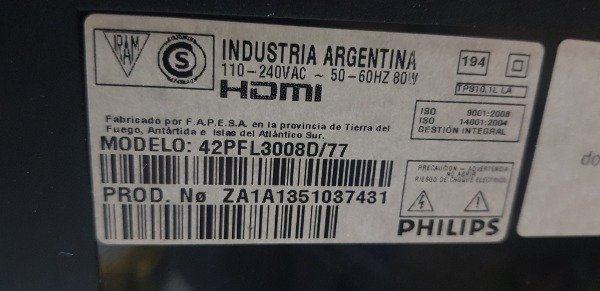 IRAM
S
INDUSTRIA ARGENTINA
110-240VAC ~ 50-60HZ 80W
HDMI
194
TPS10.1L LA
Fabricado por F.A.P.E.S.A. en la provincia de Tierra del
Fuego, Antártida e Islas del Atlántico Sur.
ISO 9001:2008
ISO 14001:2004
GESTIÓN INTEGRAL
MODELO: 42PFL3008D/77
PRECAUCION - ADVERTENCIA
NO ABRIR
RIESGO DE CHOQUE ELECTRICO
PROD. Nø ZA1A1351037431
PHILIPS
do